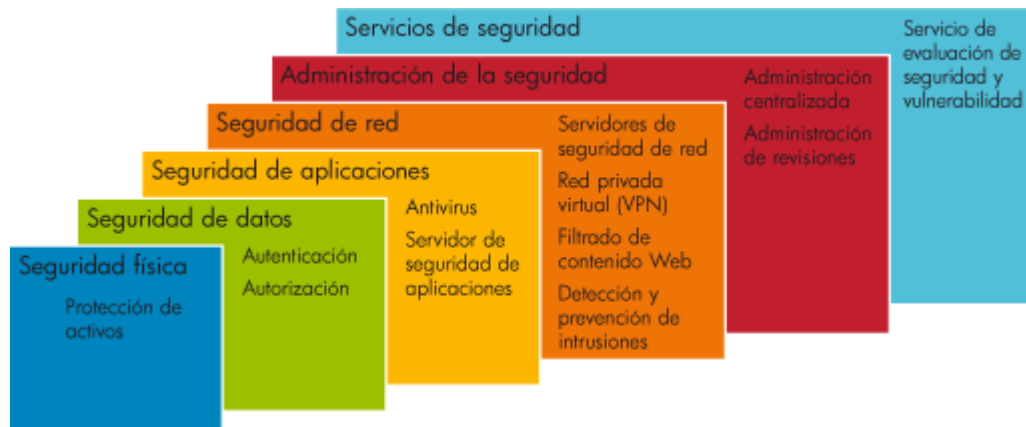 Servicios de seguridad
Servicio de
evaluación de
seguridad y
vulnerabilidad
Administración de la seguridad
Administración
centralizada
Administración
de revisiones
Seguridad de red
Servidores de
seguridad de red
Red privada
virtual (VPN)
Filtrado de
contenido Web
Detección y
prevención de
intrusiones
Seguridad de aplicaciones
Antivirus
Servidor de
seguridad de
aplicaciones
Seguridad de datos
Autenticación
Autorización
Seguridad física
Protección de
activos